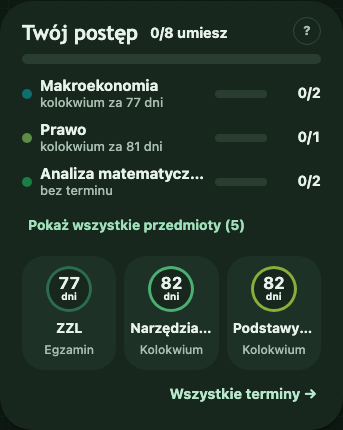 Twój postęp 0/8 umiesz ?
Makroekonomia
kolokwium za 77 dni
0/2
Prawo
kolokwium za 81 dni
0/1
Analiza matematycz...
bez terminu
0/2
Pokaż wszystkie przedmioty (5)
77
dni
ZZL
Egzamin
82
dni
Narzędzia...
Kolokwium
82
dni
Podstawy...
Kolokwium
Wszystkie terminy →